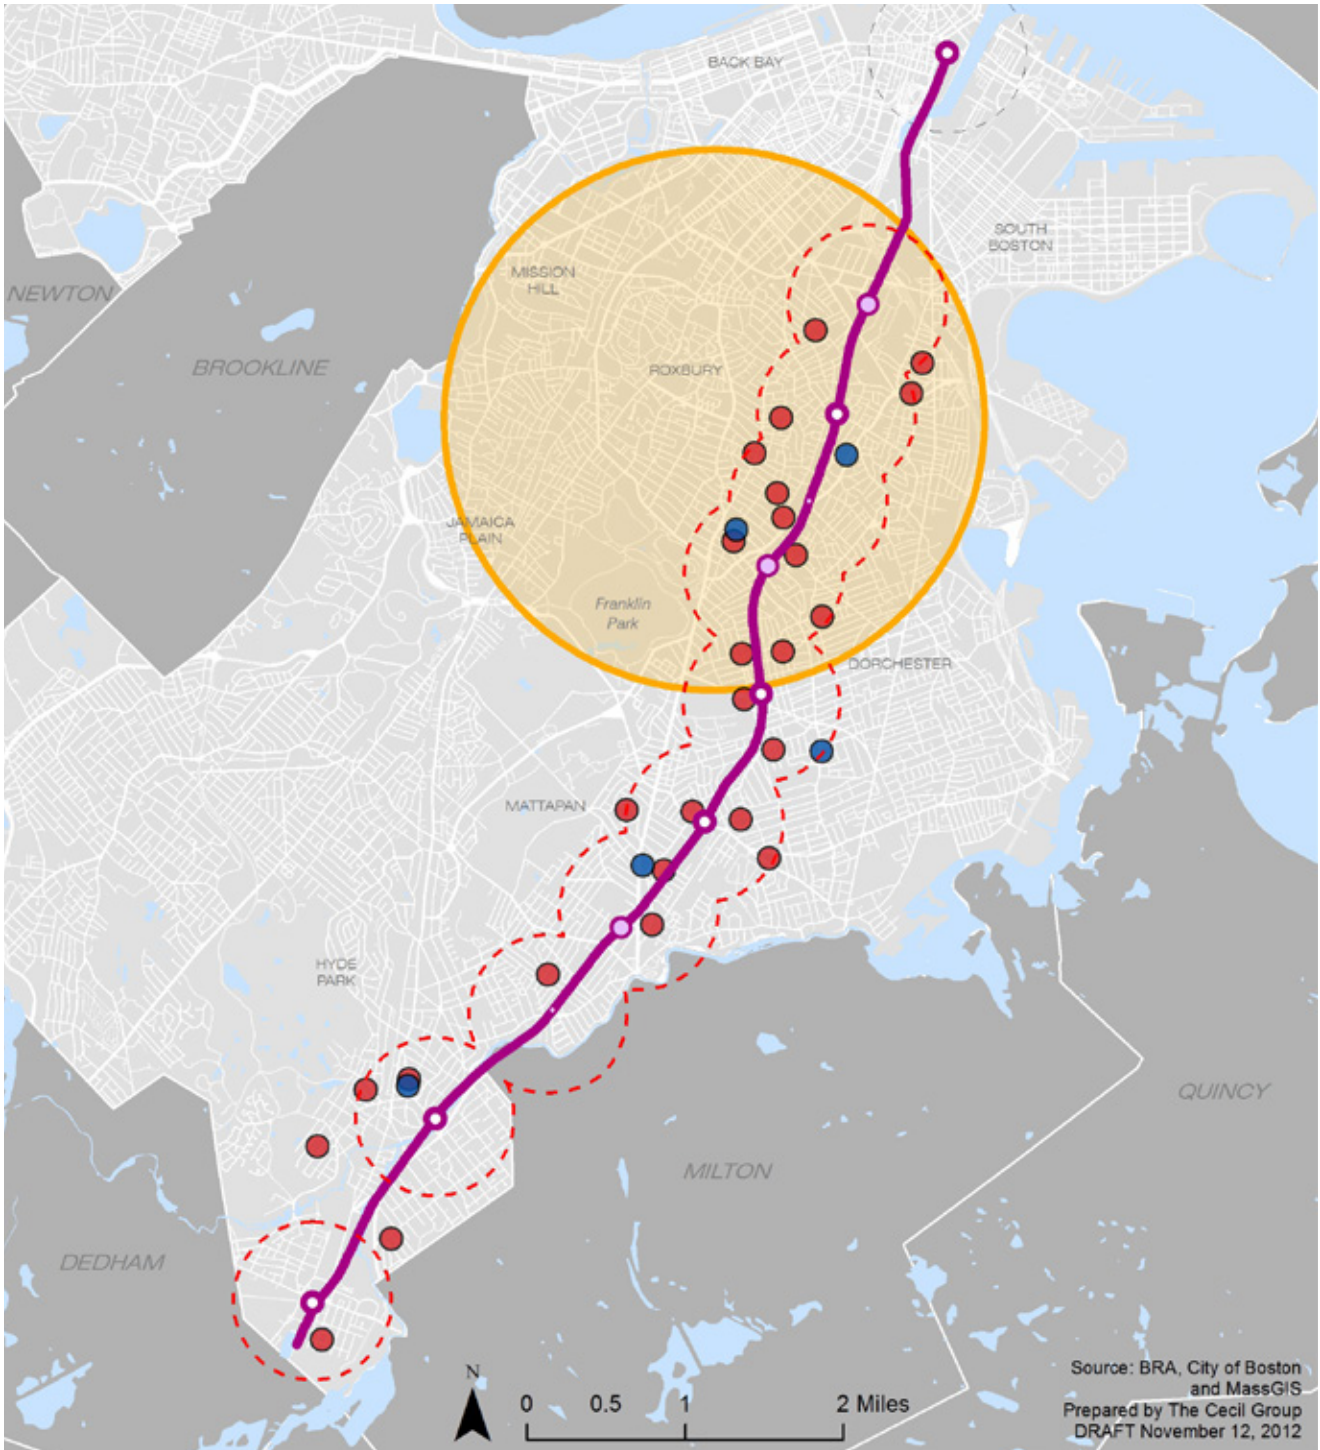 BACK BAY
SOUTH
BOSTON
MISSION
HILL
NEWTON
BROOKLINE
ROXBURY
JAMAICA
PLAIN
Franklin
Park
DORCHESTER
MATTAPAN
HYDE
PARK
QUINCY
MILTON
DEDHAM
N
0 0.5 1 2 Miles
Source: BRA, City of Boston
and MassGIS
Prepared by The Cecil Group
DRAFT November 12, 2012